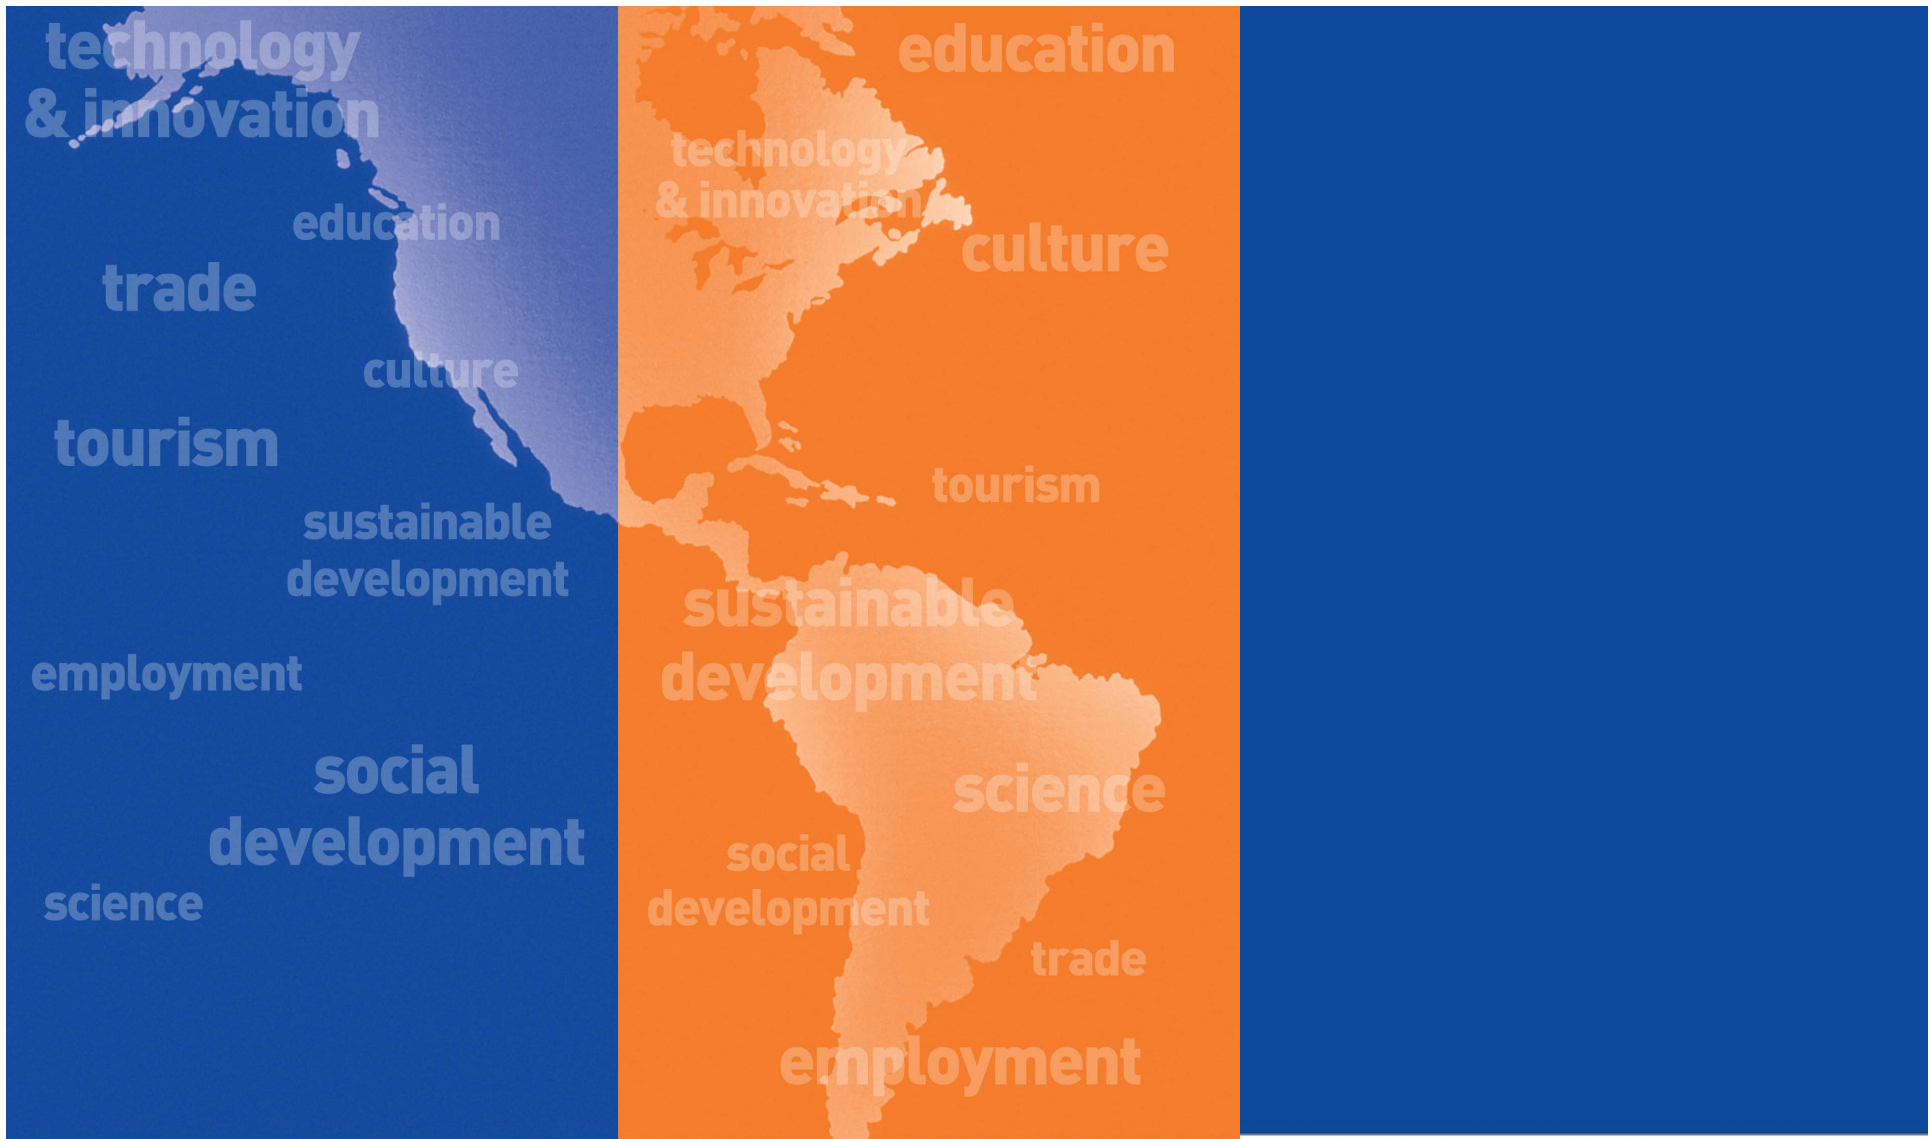 technology
& innovation
education
trade
culture
tourism
sustainable
development
employment
social
development
science
education
technology
& innovation
culture
tourism
sustainable
development
science
social
development
trade
employment